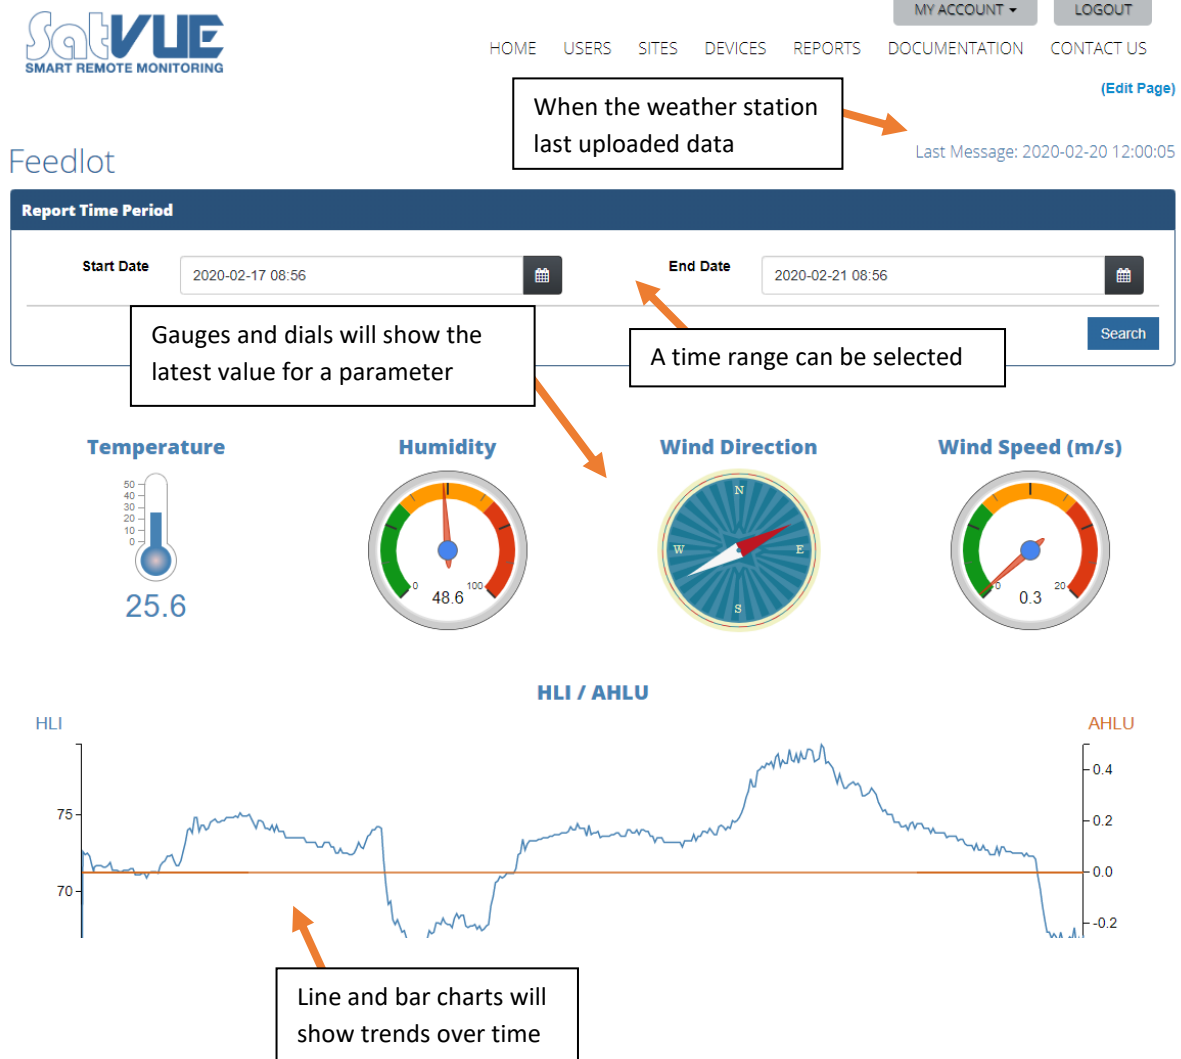 MY ACCOUNT
LOGOUT
SatVUE
SMART REMOTE MONITORING
HOME USERS SITES DEVICES REPORTS DOCUMENTATION CONTACT US
(Edit Page)
When the weather station
last uploaded data
Last Message: 2020-02-20 12:00:05
Feedlot
Report Time Period
Start Date 2020-02-17 08:56 End Date 2020-02-21 08:56
Search
Gauges and dials will show the
latest value for a parameter
A time range can be selected
Temperature
50
40
30
20
10
0
25.6
Humidity
0 100
48.6
Wind Direction
N
W E
S
Wind Speed (m/s)
0 20
0.3
HLI / AHLU
HLI
AHLU
75
70
0.4
0.2
0.0
-0.2
Line and bar charts will
show trends over time